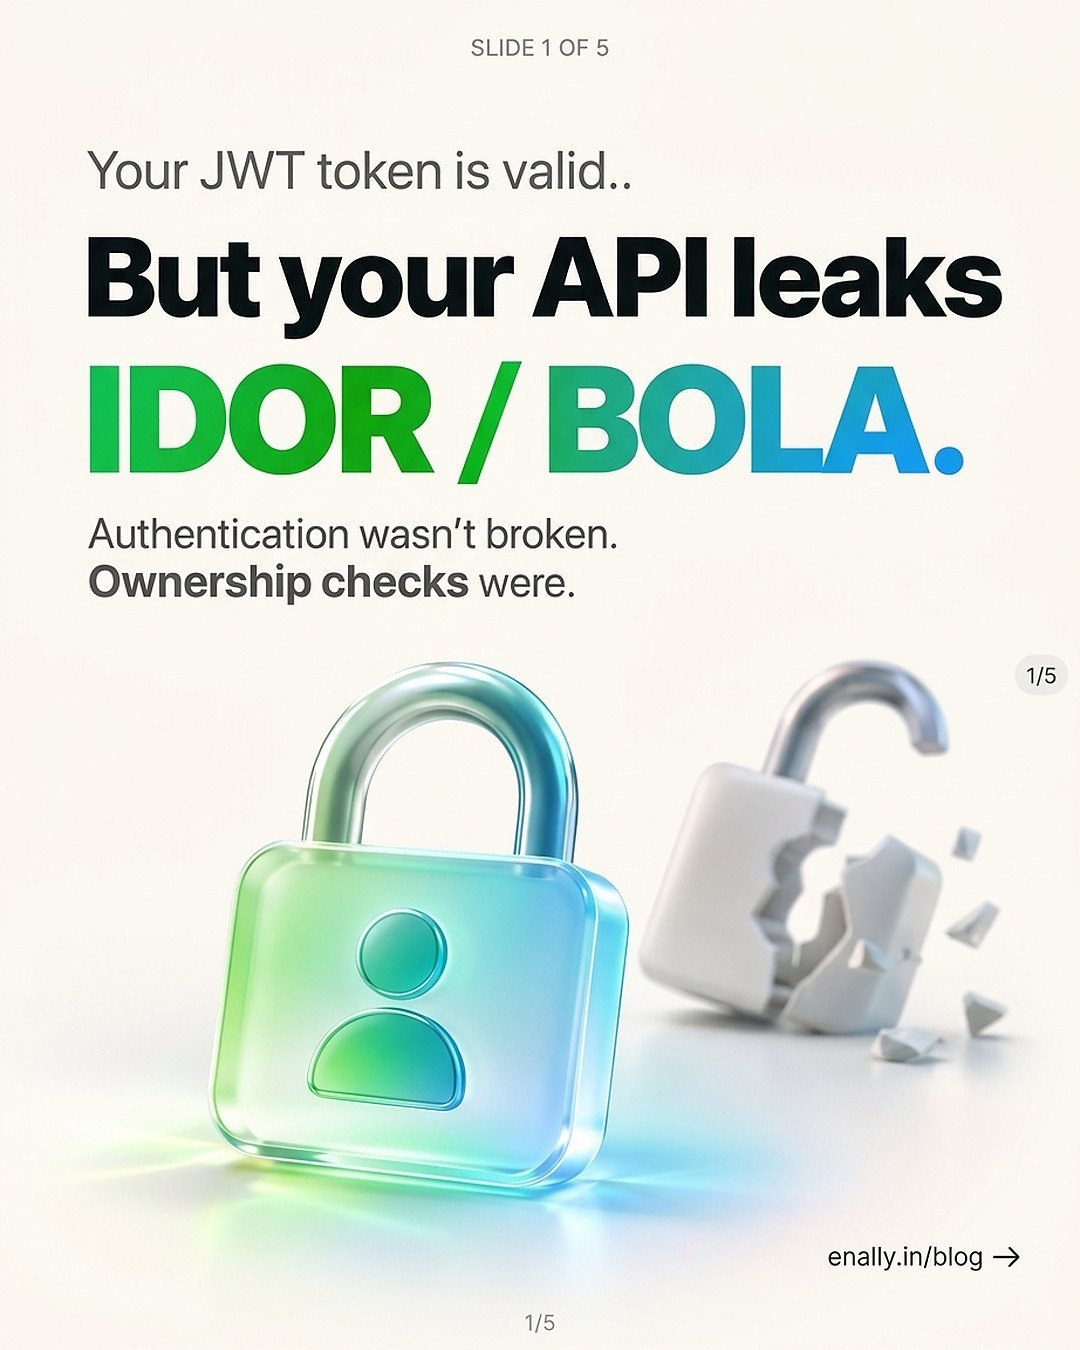 SLIDE 1 OF 5
Your JWT token is valid..
But your API leaks
IDOR / BOLA.
Authentication wasn’t broken.
Ownership checks were.
1/5
enally.in/blog →
1/5